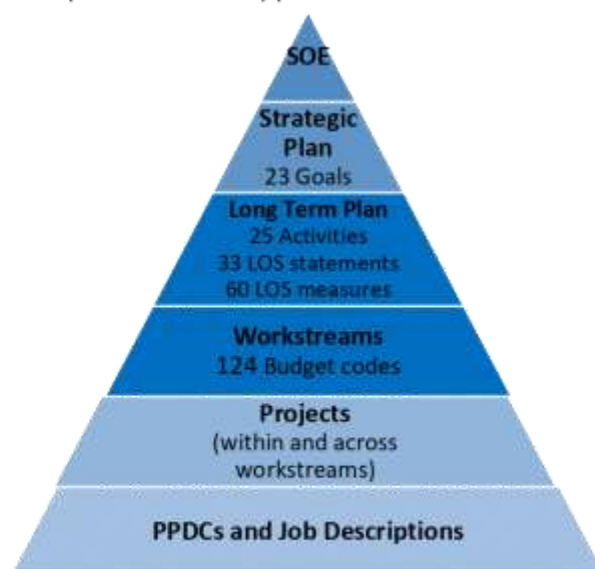 SOE
Strategic
Plan
23 Goals
Long Term Plan
25 Activities
33 LOS statements
60 LOS measures
Workstreams
124 Budget codes
Projects
(within and across
workstreams)
PPDCs and Job Descriptions